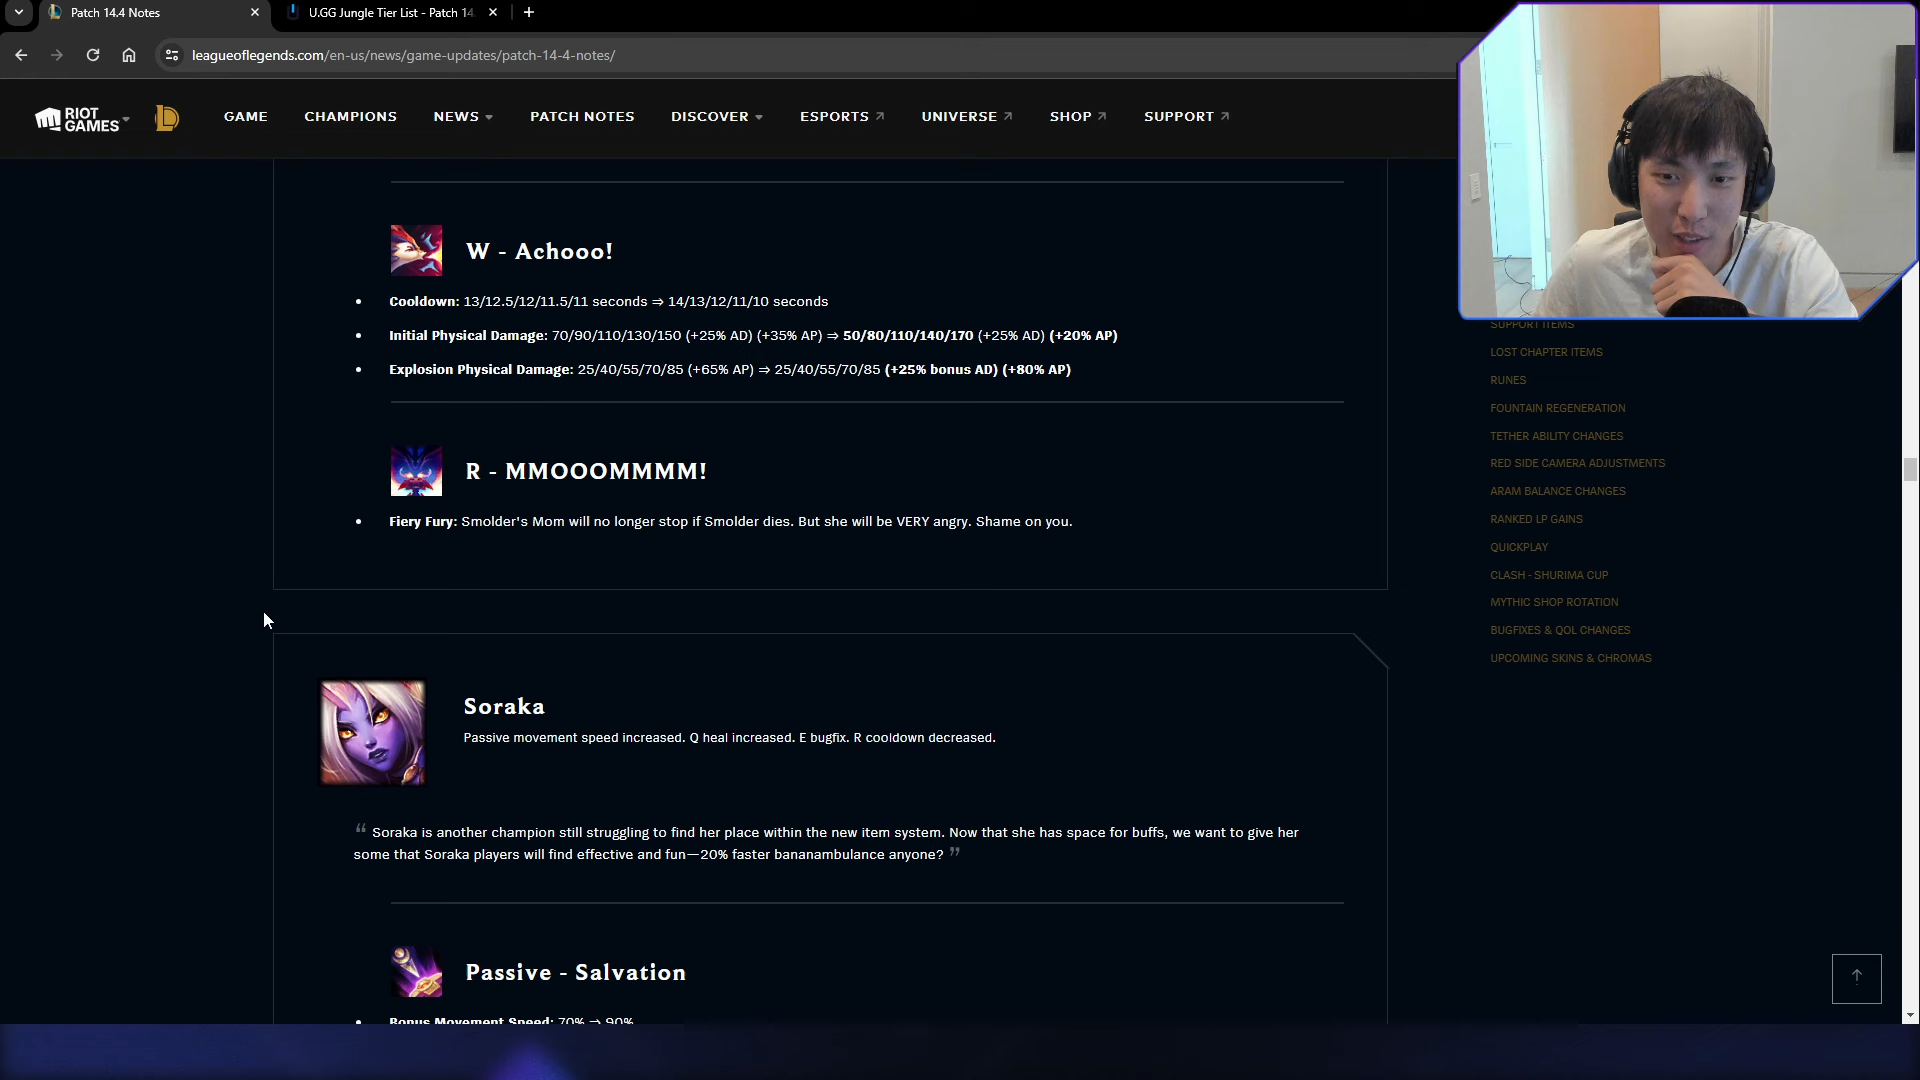 Patch 14.4 Notes
U.GG Jungle Tier List - Patch 14
leagueoflegends.com/en-us/news/game-updates/patch-14-4-notes/
RIOT GAMES
GAME CHAMPIONS NEWS PATCH NOTES DISCOVER ESPORTS UNIVERSE SHOP SUPPORT
W - Achooo!
• Cooldown: 13/12.5/12/11.5/11 seconds ⇒ 14/13/12/11/10 seconds
• Initial Physical Damage: 70/90/110/130/150 (+25% AD) (+35% AP) ⇒ 50/80/110/140/170 (+25% AD) (+20% AP)
• Explosion Physical Damage: 25/40/55/70/85 (+65% AP) ⇒ 25/40/55/70/85 (+25% bonus AD) (+80% AP)
R - MMOOOMMMM!
• Fiery Fury: Smolder's Mom will no longer stop if Smolder dies. But she will be VERY angry. Shame on you.
Soraka
Passive movement speed increased. Q heal increased. E bugfix. R cooldown decreased.
“ Soraka is another champion still struggling to find her place within the new item system. Now that she has space for buffs, we want to give her
some that Soraka players will find effective and fun—20% faster bananambulance anyone? ”
Passive - Salvation
• Bonus Movement Speed: 70% ⇒ 90%
SUPPORT ITEMS
LOST CHAPTER ITEMS
RUNES
FOUNTAIN REGENERATION
TETHER ABILITY CHANGES
RED SIDE CAMERA ADJUSTMENTS
ARAM BALANCE CHANGES
RANKED LP GAINS
QUICKPLAY
CLASH - SHURIMA CUP
MYTHIC SHOP ROTATION
BUGFIXES & QOL CHANGES
UPCOMING SKINS & CHROMAS